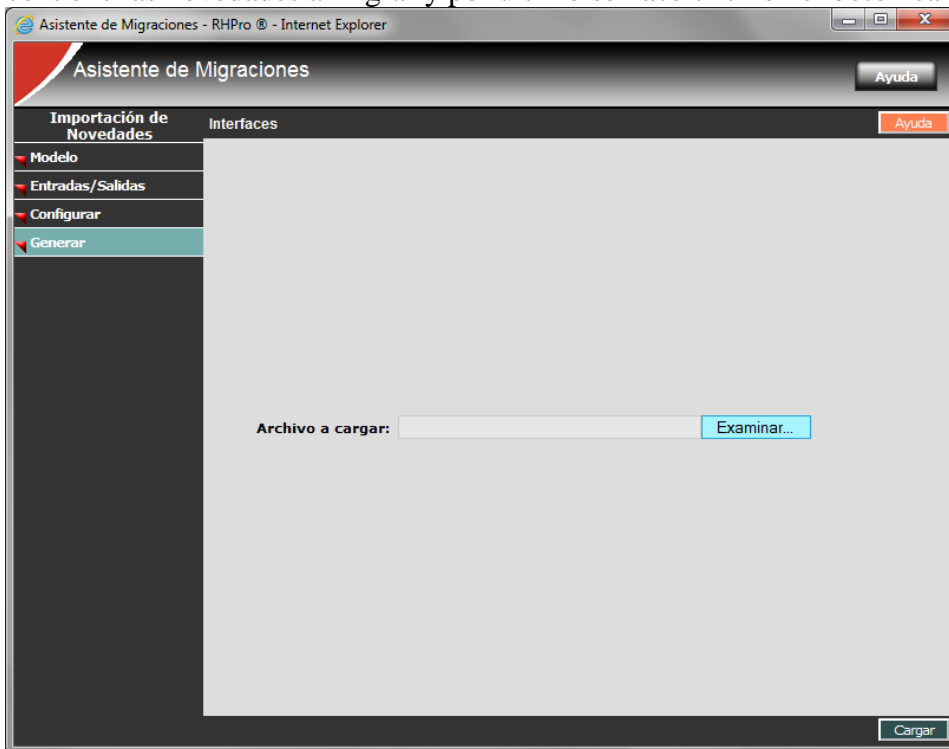 Asistente de Migraciones - RHPro ® - Internet Explorer
Asistente de Migraciones
Ayuda
Importación de
Novedades
Interfaces
Ayuda
Modelo
Entradas/Salidas
Configurar
Generar
Archivo a cargar:
Examinar...
Cargar